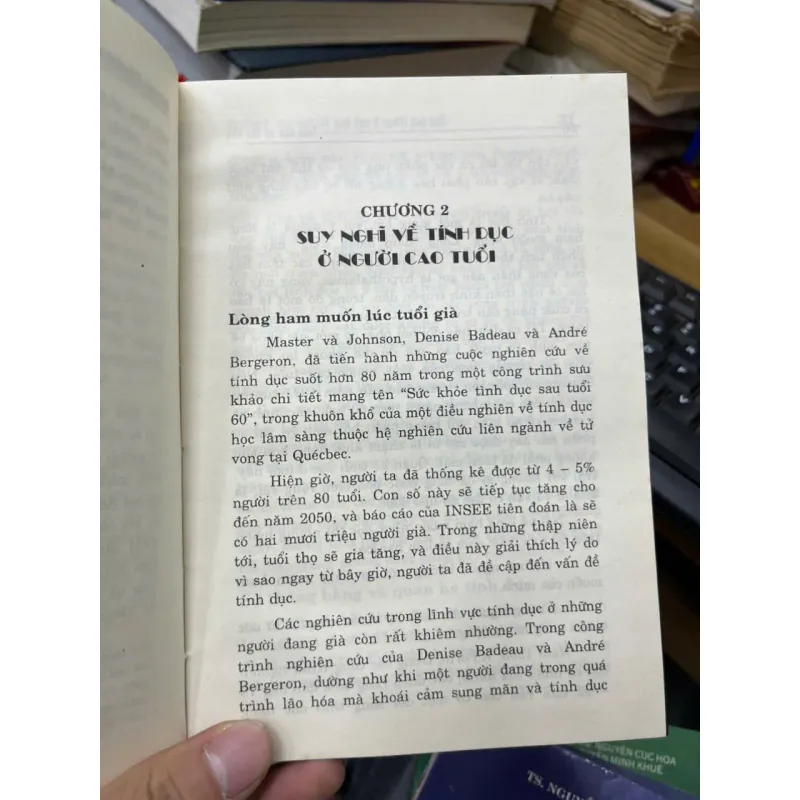 CHƯƠNG 2
SUY NGHĨ VỀ TÍNH DỤC
Ở NGƯỜI CAO TUỔI
Lòng ham muốn lúc tuổi già
Master và Johnson, Denise Badeau và André
Bergeron, đã tiến hành những cuộc nghiên cứu về
tính dục suốt hơn 80 năm trong một công trình sưu
khảo chi tiết mang tên “Sức khỏe tình dục sau tuổi
60”, trong khuôn khổ của một điều nghiên về tính dục
học lâm sàng thuộc hệ nghiên cứu liên ngành về tử
vong tại Quécbec.
Hiện giờ, người ta đã thống kê được từ 4 – 5%
người trên 80 tuổi. Con số này sẽ tiếp tục tăng cho
đến năm 2050, và báo cáo của INSEE tiên đoán là sẽ
có hai mươi triệu người già. Trong những thập niên
tới, tuổi thọ sẽ gia tăng, và điều này giải thích lý do
vì sao ngay từ bây giờ, người ta đã đề cập đến vấn đề
tính dục.
Các nghiên cứu trong lĩnh vực tính dục ở những
người đang già còn rất khiêm nhường. Trong công
trình nghiên cứu của Denise Badeau và André
Bergeron, dường như khi một người đang trong quá
trình lão hóa mà khoái cảm sung mãn và tính dục
NGUYỄN CÚC HOA
MINH KHUÊ
TS.